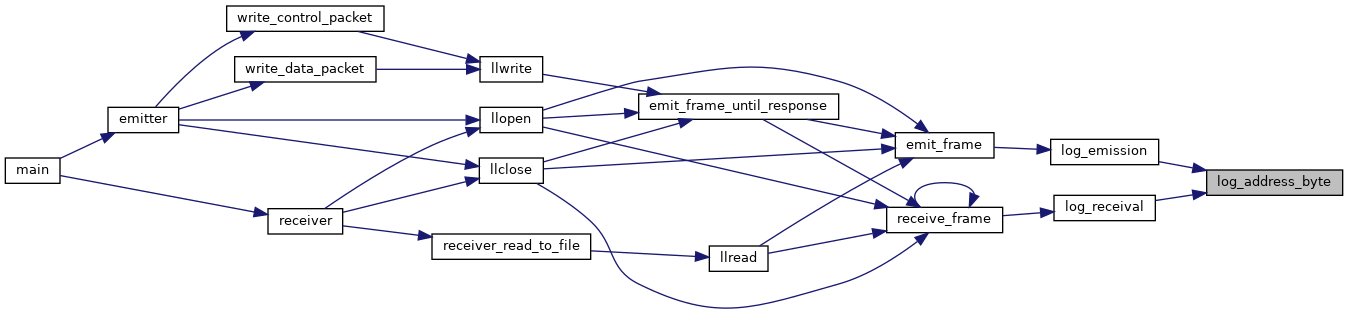 write_control_packet
write_data_packet
llwrite
emit_frame_until_response
emitter
llopen
emit_frame
log_emission
main
llclose
log_address_byte
receiver
receive_frame
log_receival
receiver_read_to_file
llread